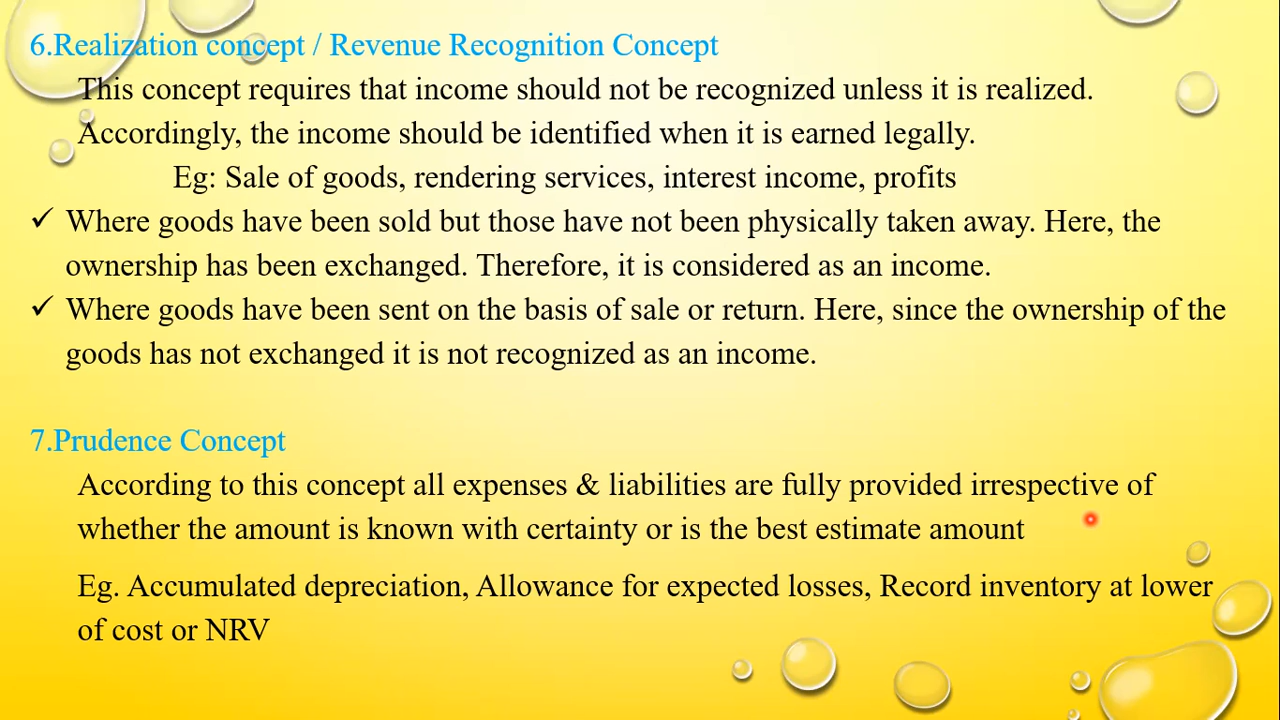 6.Realization concept / Revenue Recognition Concept
This concept requires that income should not be recognized unless it is realized.
Accordingly, the income should be identified when it is earned legally.
Eg: Sale of goods, rendering services, interest income, profits
✓ Where goods have been sold but those have not been physically taken away. Here, the
ownership has been exchanged. Therefore, it is considered as an income.
✓ Where goods have been sent on the basis of sale or return. Here, since the ownership of the
goods has not exchanged it is not recognized as an income.
7.Prudence Concept
According to this concept all expenses & liabilities are fully provided irrespective of
whether the amount is known with certainty or is the best estimate amount
Eg. Accumulated depreciation, Allowance for expected losses, Record inventory at lower
of cost or NRV